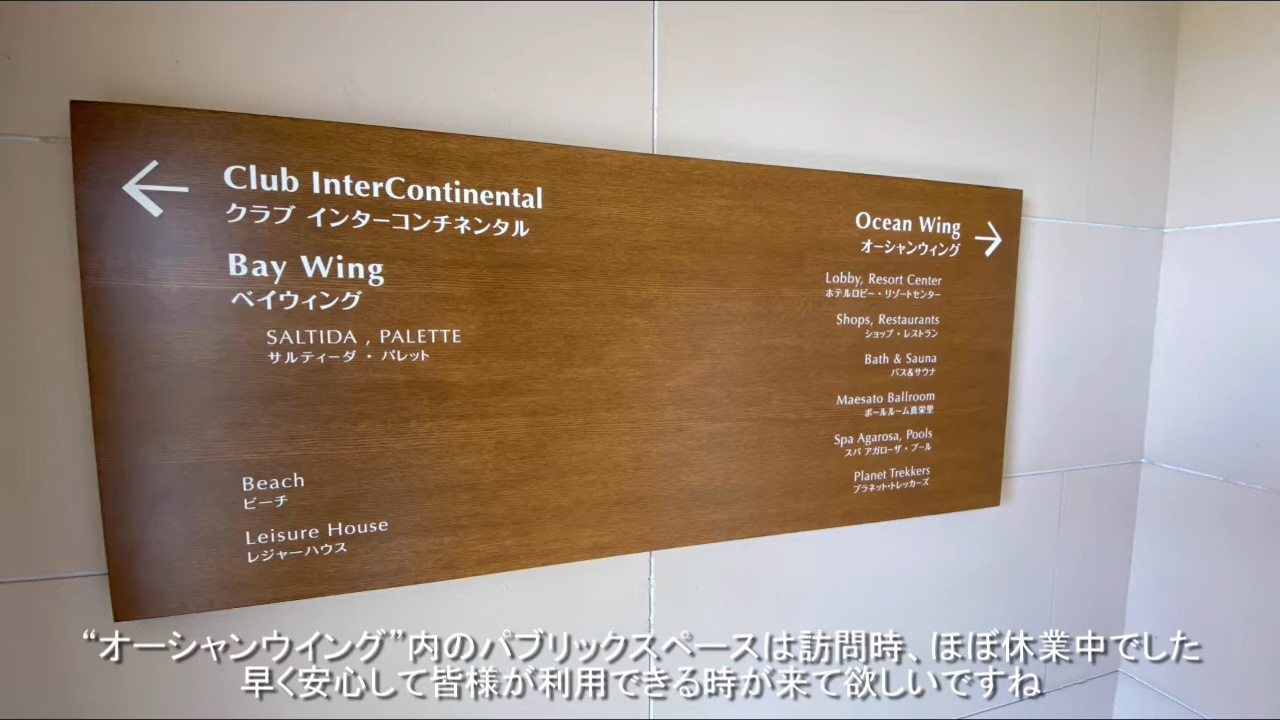 Club InterContinental
クラブ インターコンチネンタル
Bay Wing
ベイウィング
SALTIDA , PALETTE
サルティーダ ・ パレット
Beach
ビーチ
Leisure House
レジャーハウス
Ocean Wing
オーシャンウィング
Lobby, Resort Center
ホテルロビー・リゾートセンター
Shops, Restaurants
ショップ・レストラン
Bath & Sauna
バス&サウナ
Maesato Ballroom
ボールルーム真栄里
Spa Agarosa, Pools
スパ アガローザ・プール
Planet Trekkers
プラネット・トレッカーズ
“オーシャンウイング”内のパブリックスペースは訪問時、ほぼ休業中でした
早く安心して皆様が利用できる時が来て欲しいですね